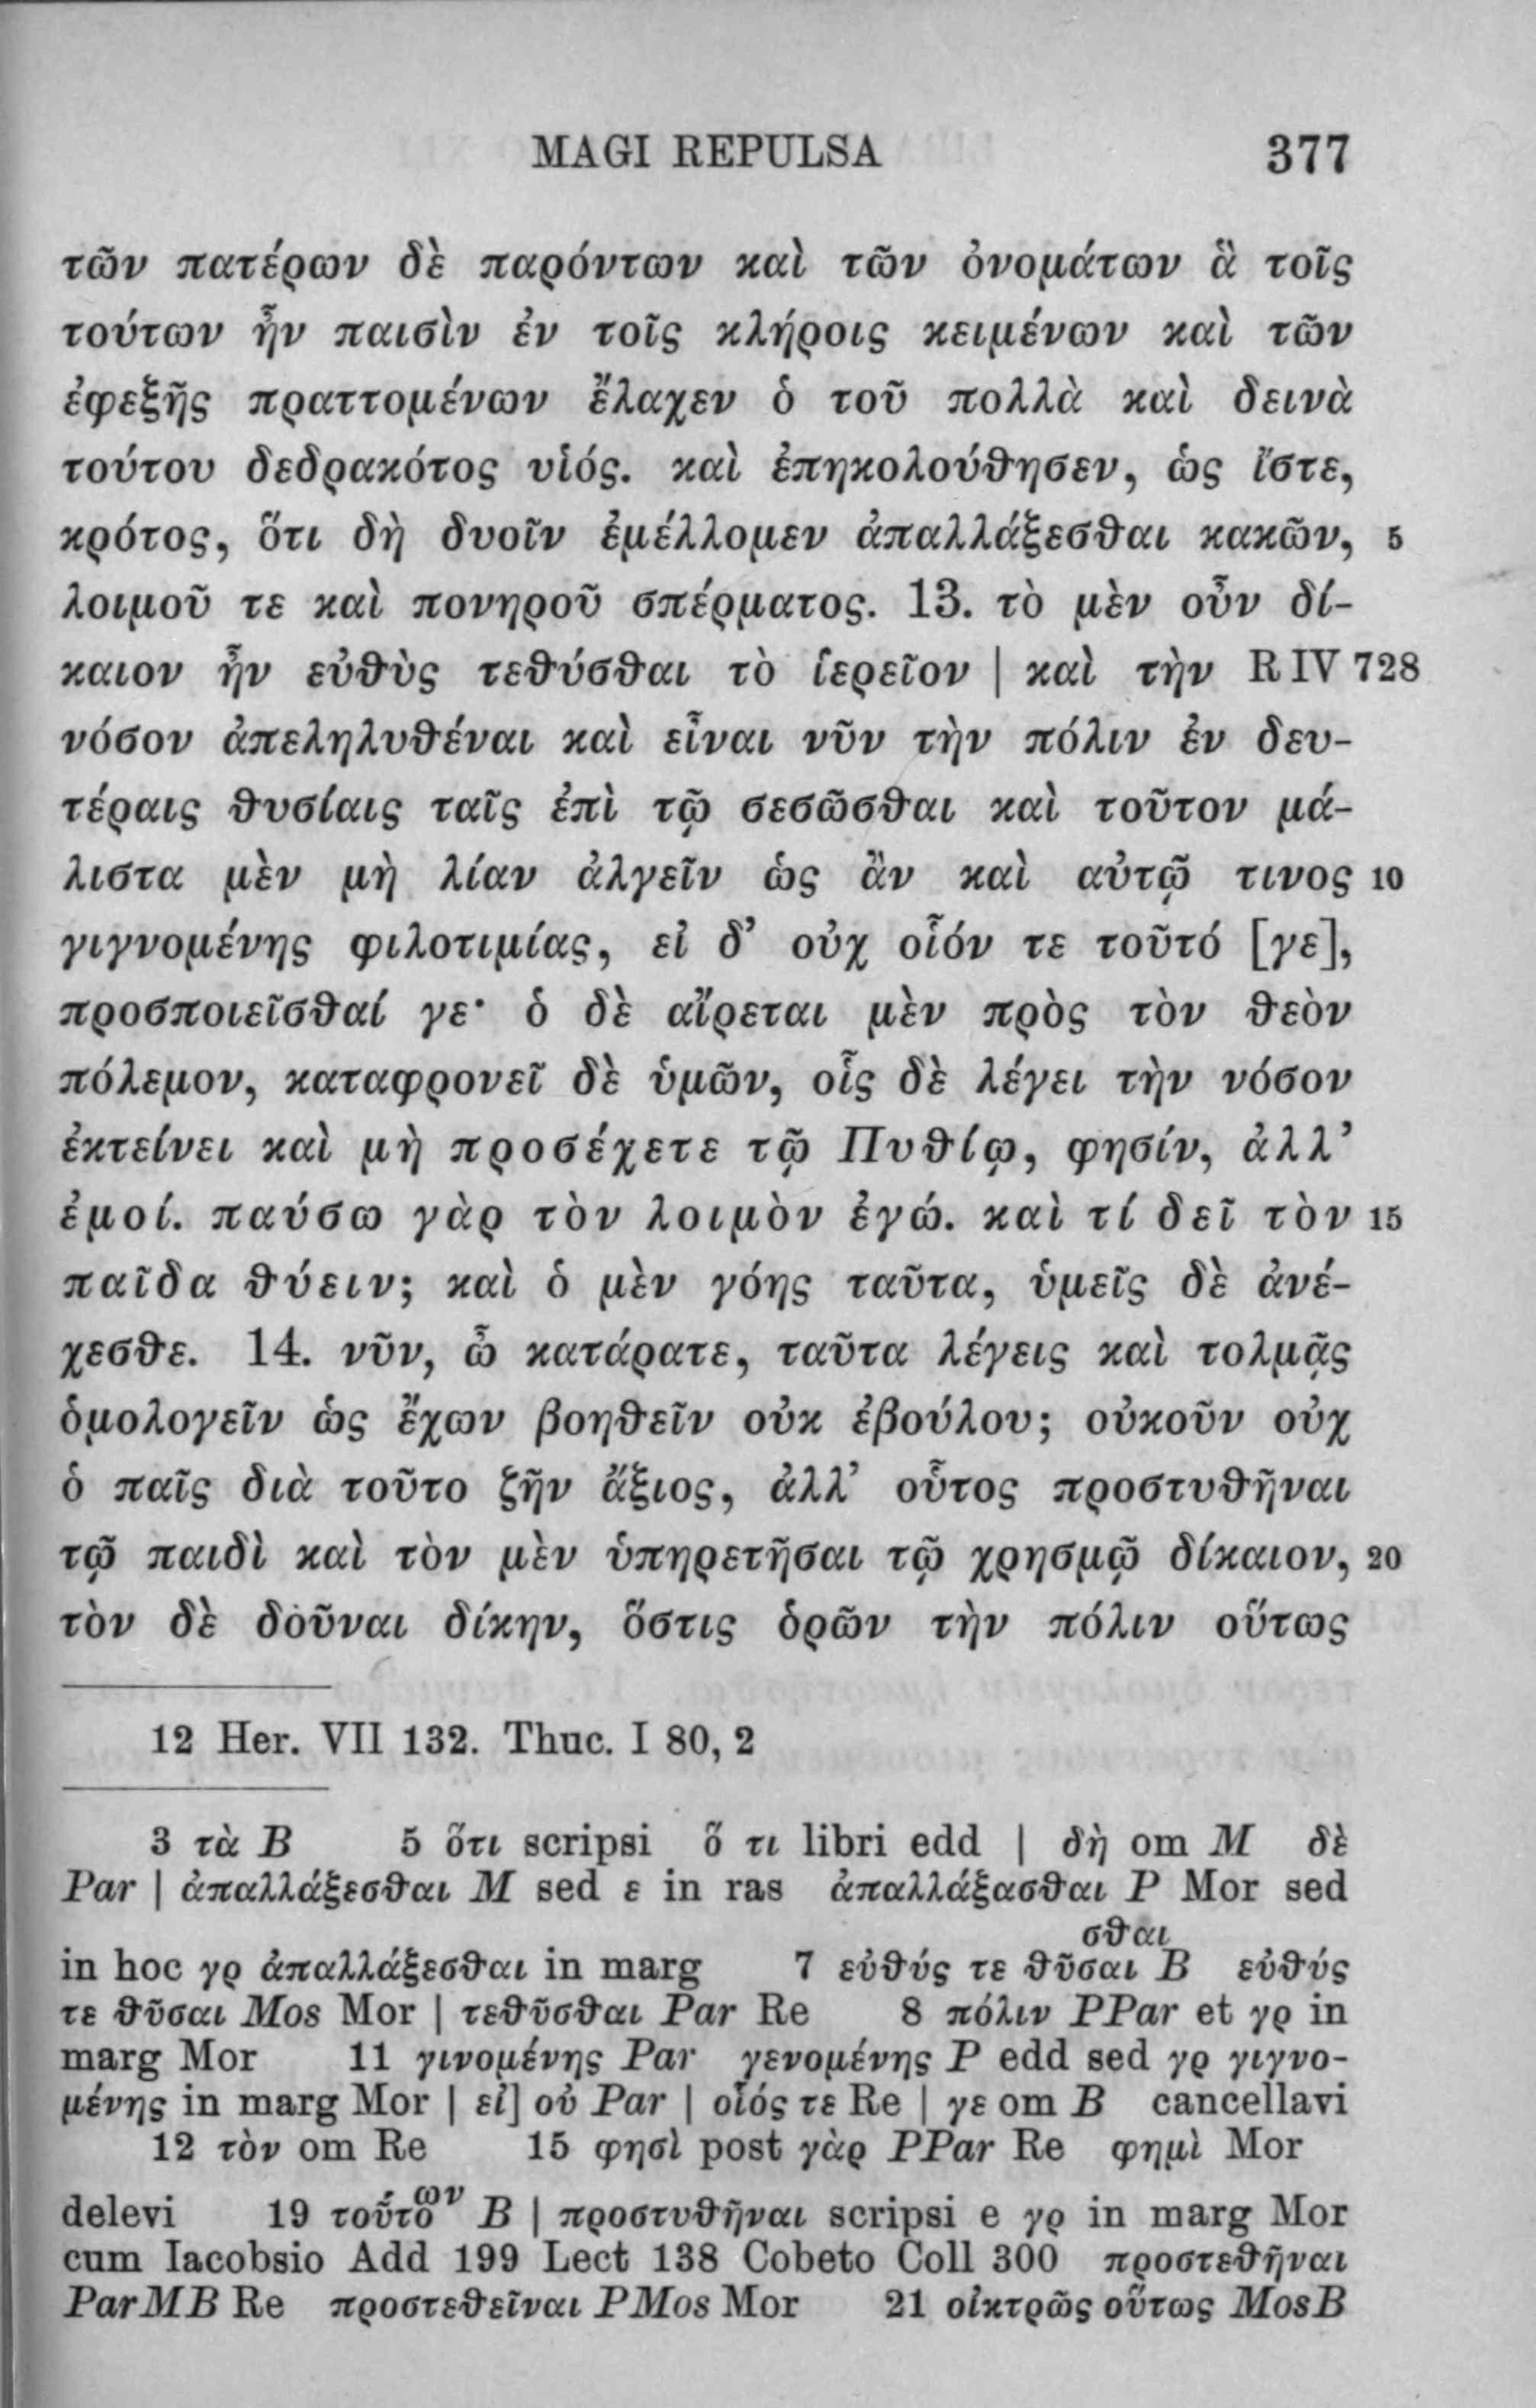 MAGI REPULSA 377
τῶν πατέρων δὲ παρόντων καὶ τῶν ὀνομάτων ἃ τοῖς
τούτων ἦν παισὶν ἐν τοῖς κλήροις κειμένων καὶ τῶν
ἐφεξῆς πραττομένων ἔλαχεν ὁ τοῦ πολλὰ καὶ δεινὰ
τούτου δεδρακότος υἱός. καὶ ἐπηκολούθησεν, ὡς ἴστε,
κρότος, ὅτι δὴ δυοῖν ἐμέλλομεν ἀπαλλάξεσθαι κακῶν, 5
λοιμοῦ τε καὶ πονηροῦ σπέρματος. 13. τὸ μὲν οὖν δί-
καιον ἦν εὐθὺς τεθύσθαι τὸ ἱερεῖον | καὶ τὴν R IV 728
νόσον ἀπεληλυθέναι καὶ εἶναι νῦν τὴν πόλιν ἐν δευ-
τέραις θυσίαις ταῖς ἐπὶ τῷ σεσῶσθαι καὶ τοῦτον μά-
λιστα μὲν μὴ λίαν ἀλγεῖν ὡς ἂν καὶ αὐτῷ τινος 10
γιγνομένης φιλοτιμίας, εἰ δ’ οὐχ οἷόν τε τοῦτό [γε],
προσποιεῖσθαί γε· ὁ δὲ αἴρεται μὲν πρὸς τὸν θεὸν
πόλεμον, καταφρονεῖ δὲ ὑμῶν, οἷς δὲ λέγει τὴν νόσον
ἐκτείνει καὶ μὴ προσέχετε τῷ Πυθίῳ, φησίν, ἀλλ’
ἐμοί. παύσω γὰρ τὸν λοιμὸν ἐγώ. καὶ τί δεῖ τὸν 15
παῖδα θύειν; καὶ ὁ μὲν γόης ταῦτα, ὑμεῖς δὲ ἀνέ-
χεσθε. 14. νῦν, ὦ κατάρατε, ταῦτα λέγεις καὶ τολμᾷς
ὁμολογεῖν ὡς ἔχων βοηθεῖν οὐκ ἐβούλου; οὐκοῦν οὐχ
ὁ παῖς διὰ τοῦτο ζῆν ἄξιος, ἀλλ’ οὗτος προστυθῆναι
τῷ παιδὶ καὶ τὸν μὲν ὑπηρετῆσαι τῷ χρησμῷ δίκαιον, 20
τὸν δὲ δοῦναι δίκην, ὅστις ὁρῶν τὴν πόλιν οὕτως
12 Her. VII 132. Thuc. I 80, 2
3 τὰ B 5 ὅτι scripsi ὅ τι libri edd | δὴ om M δὲ
Par | ἀπαλλάξεσθαι M sed ε in ras ἀπαλλάξασθαι P Mor sed
in hoc γρ ἀπαλλάξεσθαι in marg 7 εὐθύς τε θῦσαι σθαι B εὐθύς
τε θῦσαι Mos Mor | τεθῦσθαι Par Re 8 πόλιν PPar et γρ in
marg Mor 11 γινομένης Par γενομένης P edd sed γρ γιγνο-
μένης in marg Mor | εἰ] οὐ Par | οἷός τε Re | γε om B cancellavi
12 τὸν om Re 15 φησὶ post γὰρ PPar Re φημὶ Mor
delevi 19 τοῦτο ων B | προστυθῆναι scripsi e γρ in marg Mor
cum Iacobsio Add 199 Lect 138 Cobeto Coll 300 προστεθῆναι
ParMB Re προστεθεῖναι PMos Mor 21 οἰκτρῶς οὕτως MosB